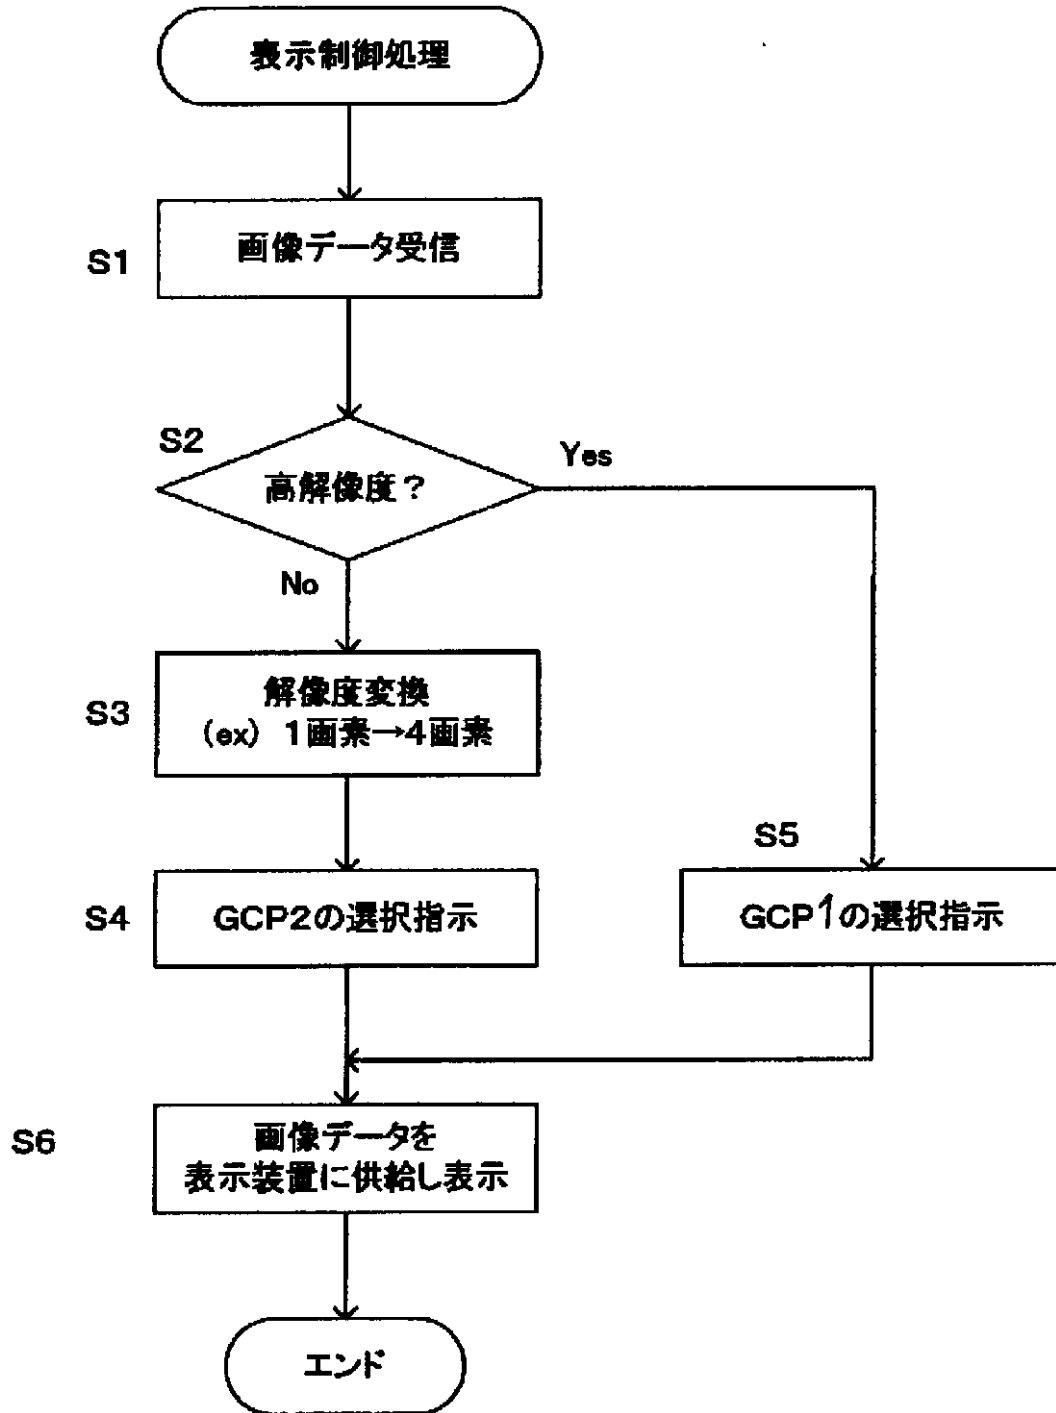 表示制御処理
S1
画像データ受信
S2
高解像度?
Yes
No
S3
解像度変換
(ex) 1画素→4画素
S4
GCP2の選択指示
S5
GCP1の選択指示
S6
画像データを
表示装置に供給し表示
エンド